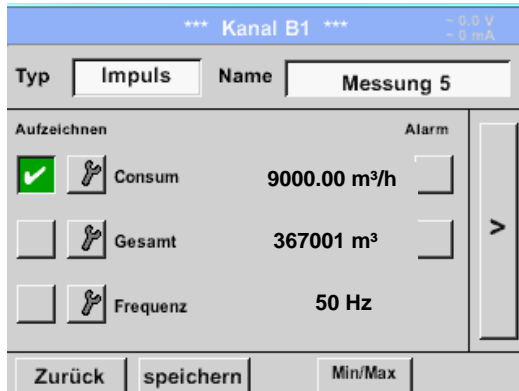 *** Kanal B1 *** ~ 0.0 V
~ 0 mA
Typ Impuls Name Messung 5
Aufzeichnen Alarm
Consum 9000.00 m³/h
Gesamt 367001 m³
>
Frequenz 50 Hz
Zurück speichern Min/Max